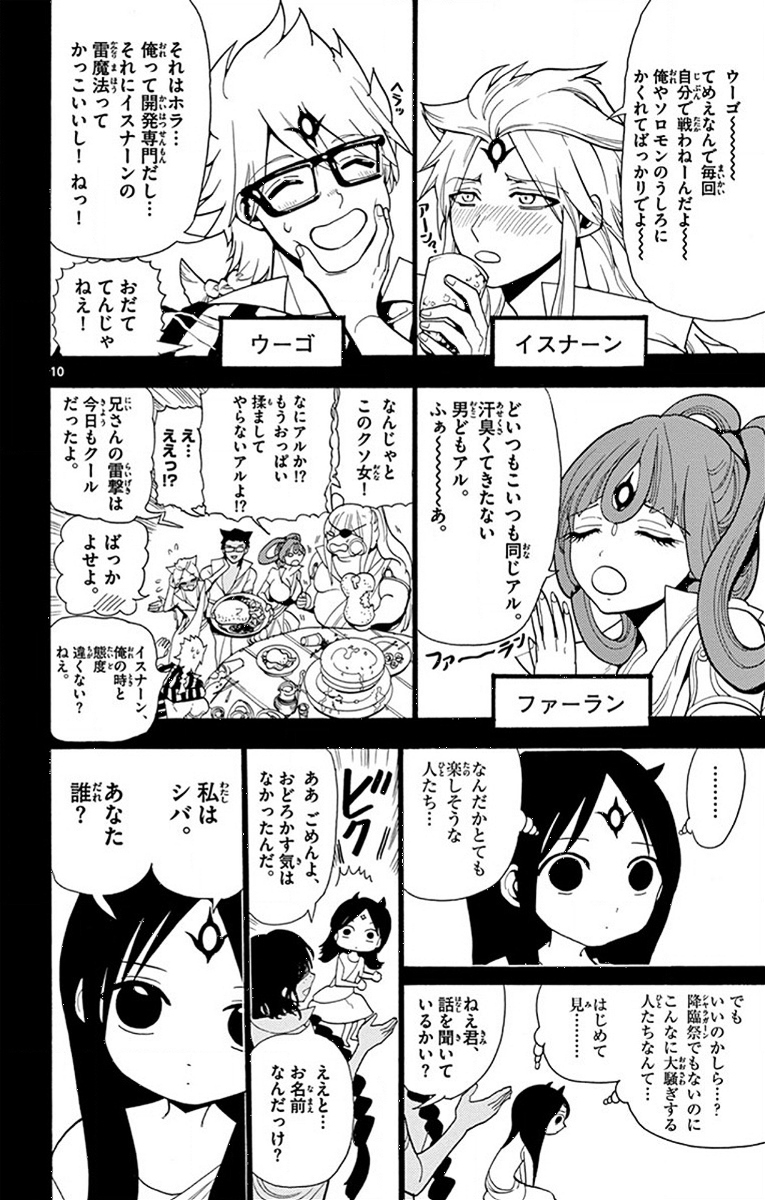 ウーゴ〜〜〜〜〜
てめえなんで毎回
自分で戦わねーんだよ〜
俺やソロモンのうしろに
かくれてばっかりでよ〜
〜〜〜
アーン?
イスナーン
ヘラッ
それはホラ…
俺って開発専門だし…
それにイスナーンの
雷魔法って
かっこいいし!ねっ!
おだて
てんじゃ
ねえ!
ウーゴ
10
どいつもこいつも同じアル。
汗臭くてきたない
男どもアル。
ふぁ〜〜〜〜あ。
ファーーラン
ファーラン
なんじゃと
このクソ女!
なにアルか!?
もうおっぱい
揉まして
やらないアルよ!?
え…
ええっ!?
兄さんの雷撃は
今日もクール
だったよ。
ばっか
よせよ。
イスナーン、
俺の時と
態度
違くない?
ねえ。
………
なんだかとても
楽しそうな
人たち…
でも
いいのかしら…?
降臨祭でもないのに
こんなに大騒ぎする
人たちなんて…
はじめて
見………
ねえ君、
話を聞いて
いるかい?
ビクッ
ああ ごめんよ、
おどろかす気は
なかったんだ。
ええと…
お名前
なんだっけ?
私は
シバ。
あなた
誰?